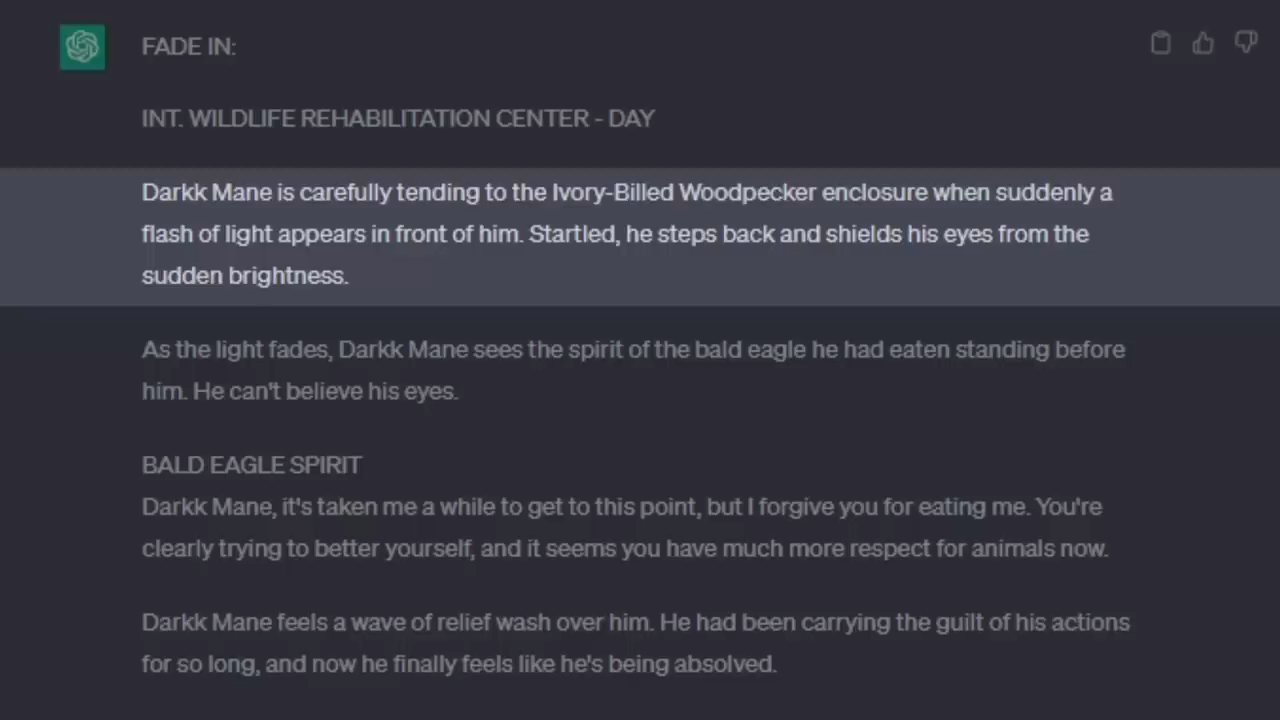 FADE IN:
INT. WILDLIFE REHABILITATION CENTER - DAY
Darkk Mane is carefully tending to the Ivory-Billed Woodpecker enclosure when suddenly a
flash of light appears in front of him. Startled, he steps back and shields his eyes from the
sudden brightness.
As the light fades, Darkk Mane sees the spirit of the bald eagle he had eaten standing before
him. He can't believe his eyes.
BALD EAGLE SPIRIT
Darkk Mane, it's taken me a while to get to this point, but I forgive you for eating me. You're
clearly trying to better yourself, and it seems you have much more respect for animals now.
Darkk Mane feels a wave of relief wash over him. He had been carrying the guilt of his actions
for so long, and now he finally feels like he's being absolved.